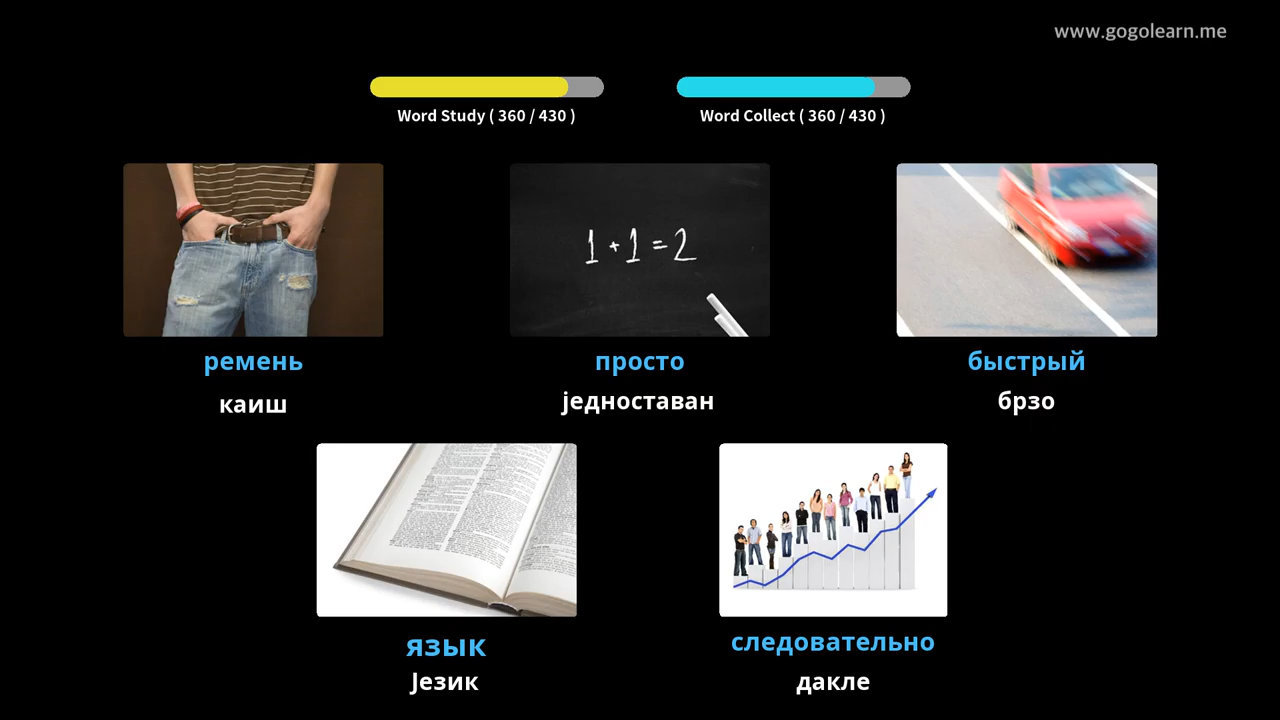 www.gogolearn.me
Word Study ( 360 / 430 )
Word Collect ( 360 / 430 )
1 + 1 = 2
ремень
просто
быстрый
каиш
једноставан
брзо
язык
следовательно
Језик
дакле